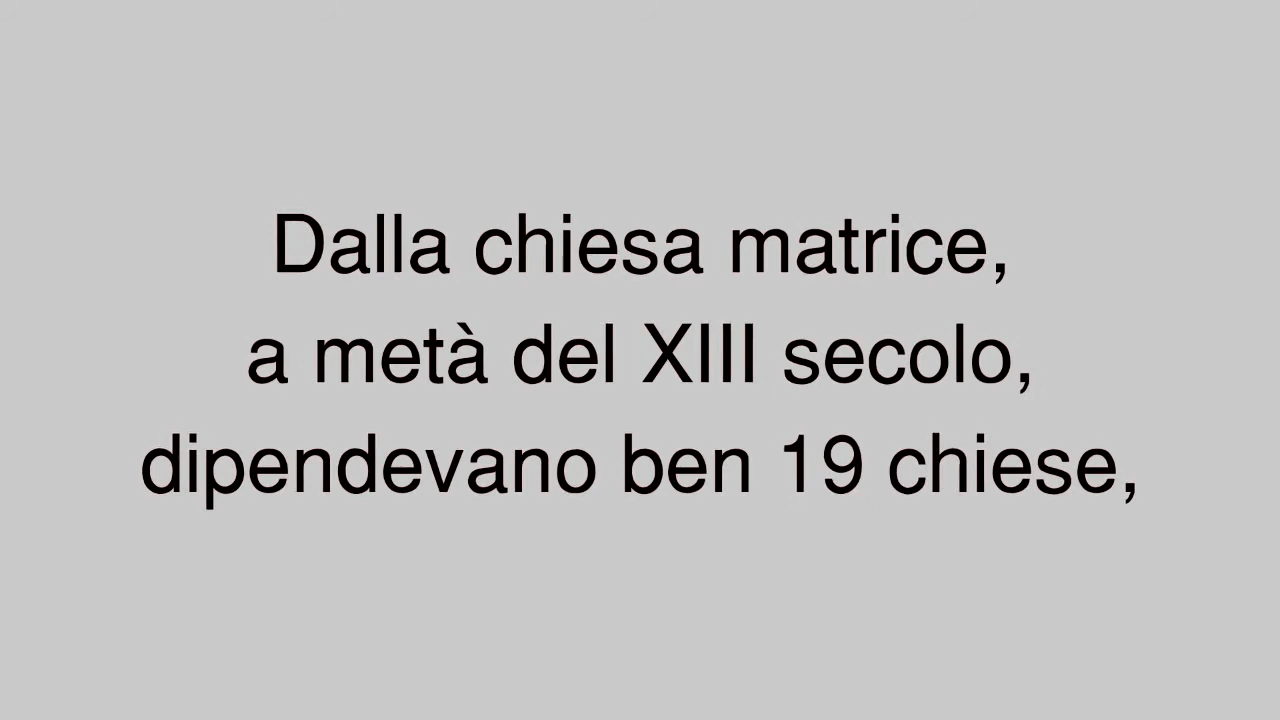 Dalla chiesa matrice,
a metà del XIII secolo,
dipendevano ben 19 chiese,